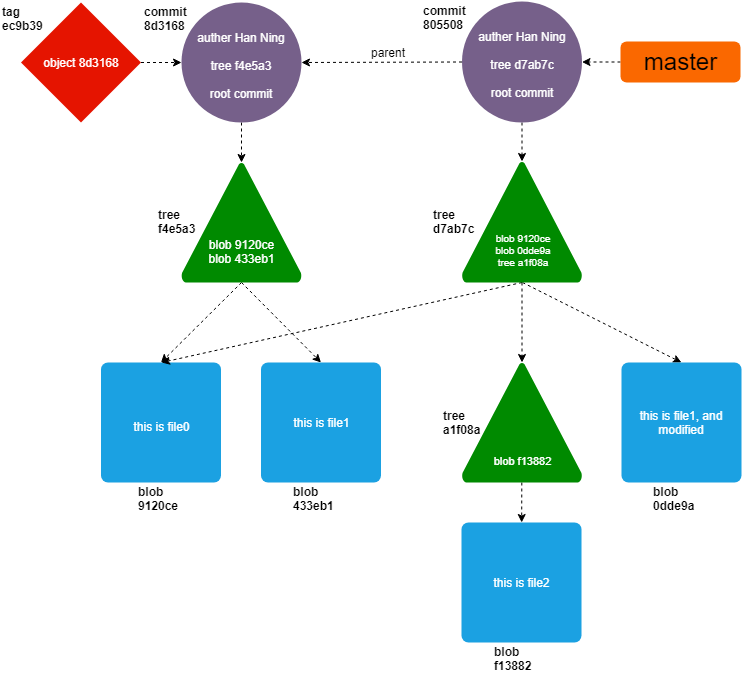 tag
ec9b39
object 8d3168
commit
8d3168
auther Han Ning
tree f4e5a3
root commit
parent
commit
805508
auther Han Ning
tree d7ab7c
root commit
master
tree
f4e5a3
blob 9120ce
blob 433eb1
tree
d7ab7c
blob 9120ce
blob 0dde9a
tree a1f08a
this is file0
blob
9120ce
this is file1
blob
433eb1
tree
a1f08a
blob f13882
this is file1, and
modified
blob
0dde9a
this is file2
blob
f13882